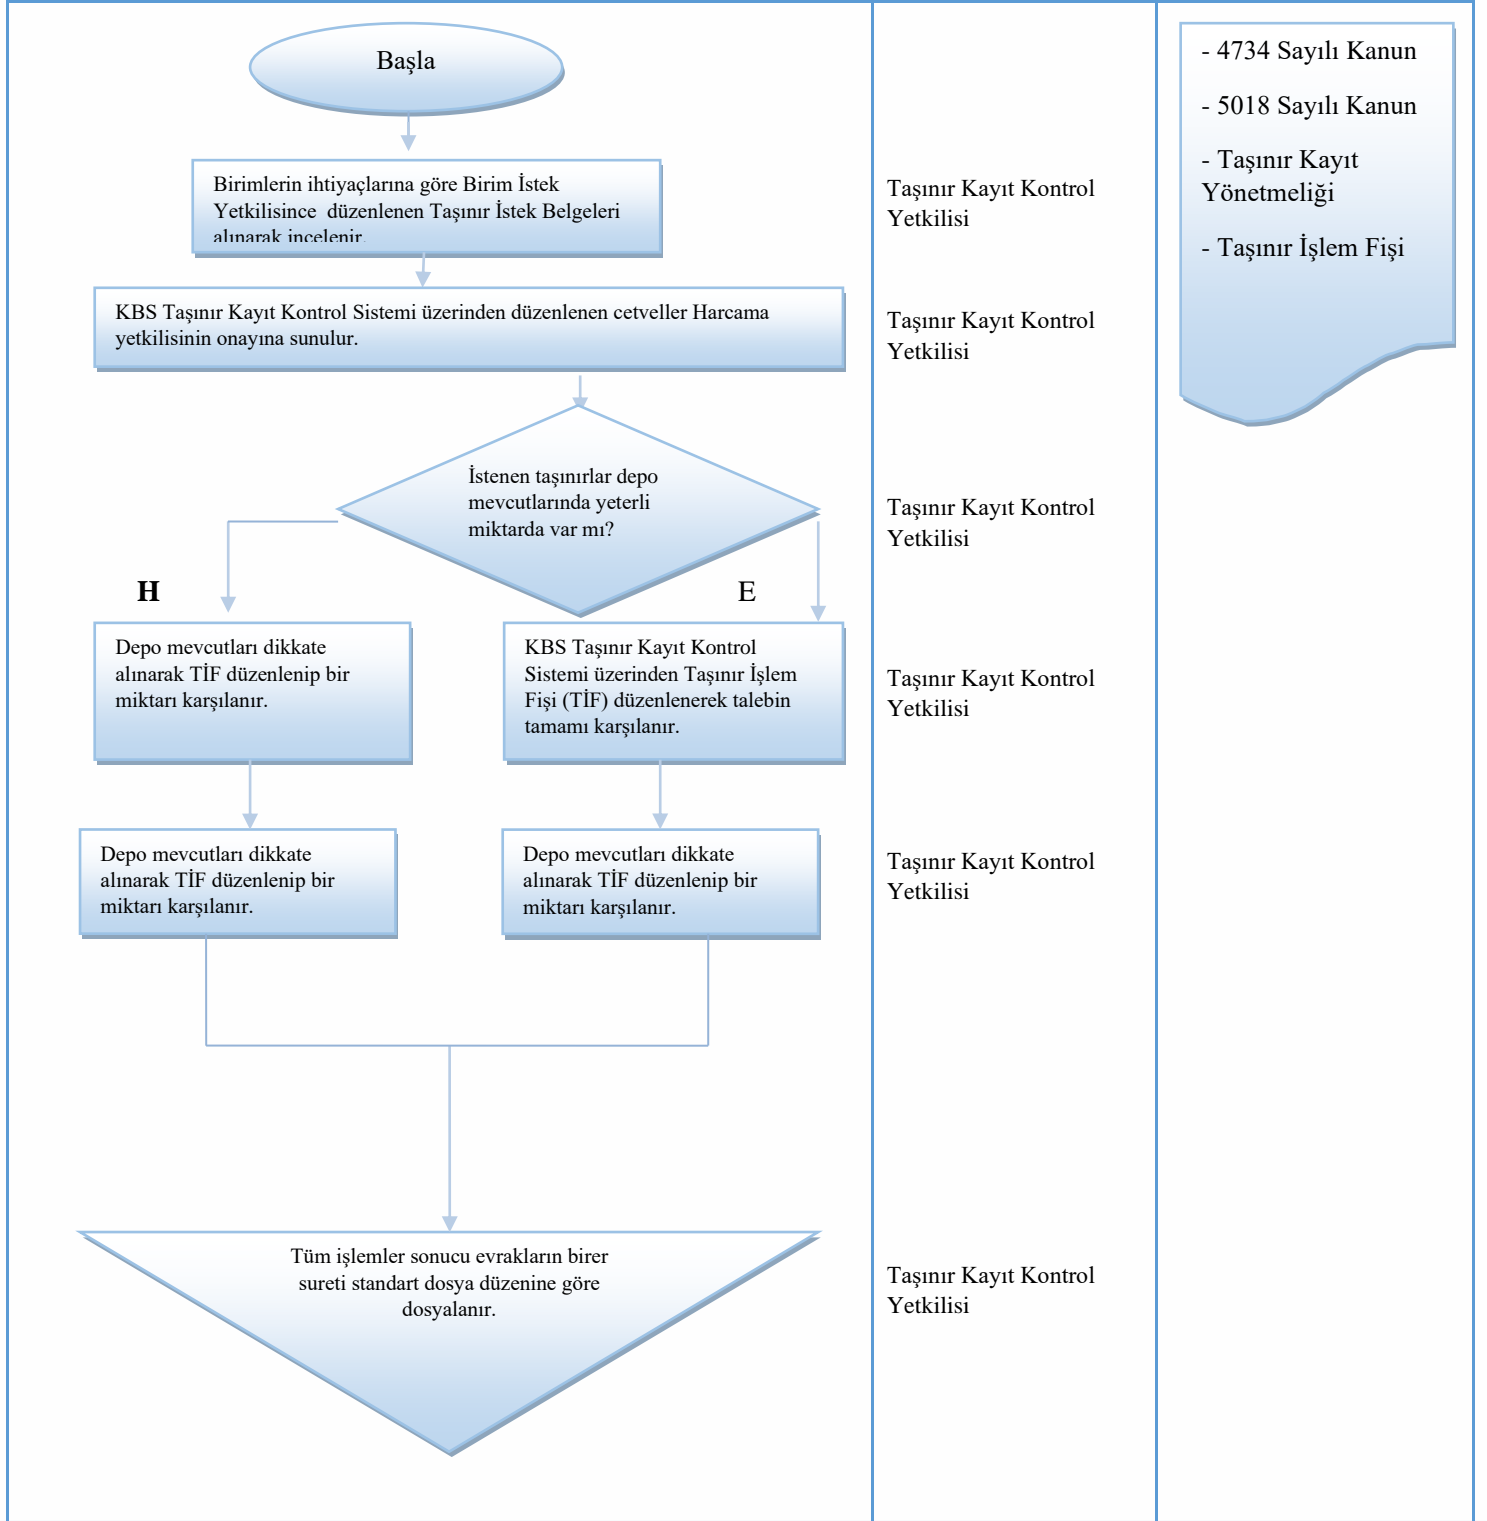 Başla
Birimlerin ihtiyaçlarına göre Birim İstek
Yetkilisince düzenlenen Taşınır İstek Belgeleri
alınarak incelenir.
Taşınır Kayıt Kontrol
Yetkilisi
KBS Taşınır Kayıt Kontrol Sistemi üzerinden düzenlenen cetveller Harcama
yetkilisinin onayına sunulur.
Taşınır Kayıt Kontrol
Yetkilisi
İstenen taşınırlar depo
mevcutlarında yeterli
miktarda var mı?
Taşınır Kayıt Kontrol
Yetkilisi
H
E
Depo mevcutları dikkate
alınarak TİF düzenlenip bir
miktarı karşılanır.
KBS Taşınır Kayıt Kontrol
Sistemi üzerinden Taşınır İşlem
Fişi (TİF) düzenlenerek talebin
tamamı karşılanır.
Taşınır Kayıt Kontrol
Yetkilisi
Depo mevcutları dikkate
alınarak TİF düzenlenip bir
miktarı karşılanır.
Depo mevcutları dikkate
alınarak TİF düzenlenip bir
miktarı karşılanır.
Taşınır Kayıt Kontrol
Yetkilisi
Tüm işlemler sonucu evrakların birer
sureti standart dosya düzenine göre
dosyalanır.
Taşınır Kayıt Kontrol
Yetkilisi
- 4734 Sayılı Kanun
- 5018 Sayılı Kanun
- Taşınır Kayıt
Yönetmeliği
- Taşınır İşlem Fişi